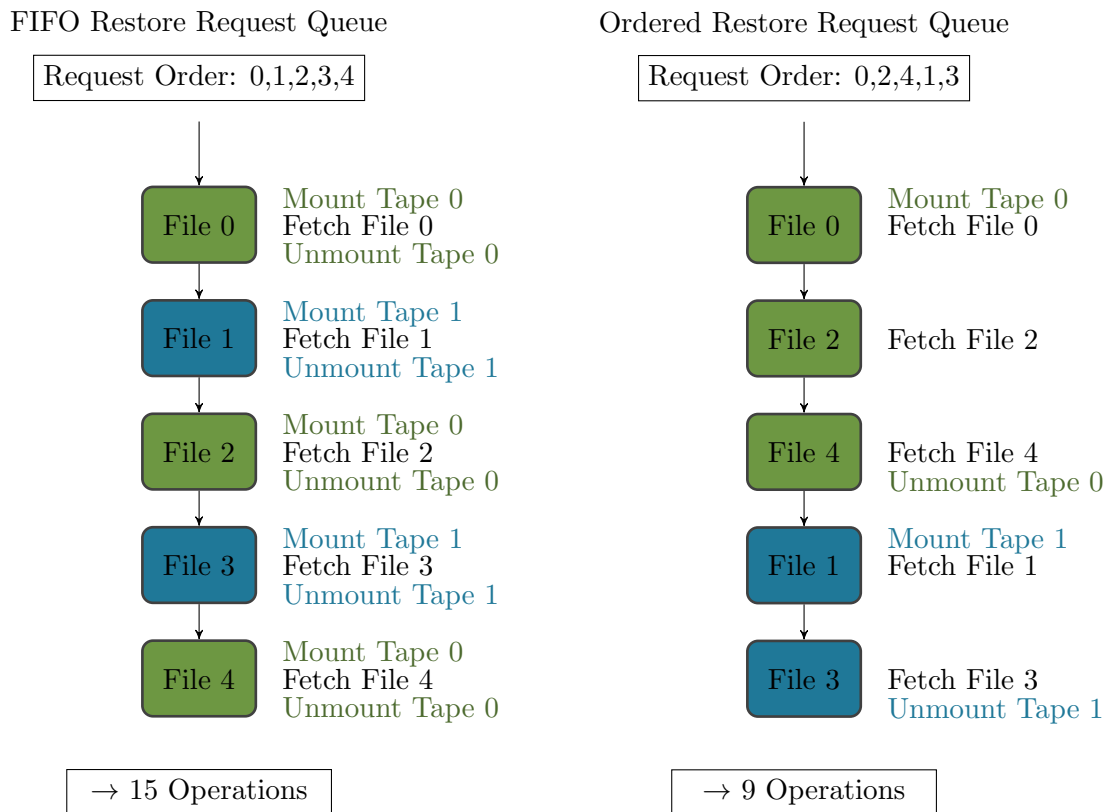 FIFO Restore Request Queue
Request Order: 0,1,2,3,4
File 0
Mount Tape 0
Fetch File 0
Unmount Tape 0
File 1
Mount Tape 1
Fetch File 1
Unmount Tape 1
File 2
Mount Tape 0
Fetch File 2
Unmount Tape 0
File 3
Mount Tape 1
Fetch File 3
Unmount Tape 1
File 4
Mount Tape 0
Fetch File 4
Unmount Tape 0
→ 15 Operations
Ordered Restore Request Queue
Request Order: 0,2,4,1,3
File 0
Mount Tape 0
Fetch File 0
File 2
Fetch File 2
File 4
Fetch File 4
Unmount Tape 0
File 1
Mount Tape 1
Fetch File 1
File 3
Fetch File 3
Unmount Tape 1
→ 9 Operations